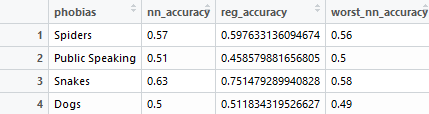 phobias nn_accuracy reg_accuracy worst_nn_accuracy
1 Spiders 0.57 0.597633136094674 0.56
2 Public Speaking 0.51 0.458579881656805 0.5
3 Snakes 0.63 0.751479289940828 0.58
4 Dogs 0.5 0.511834319526627 0.49